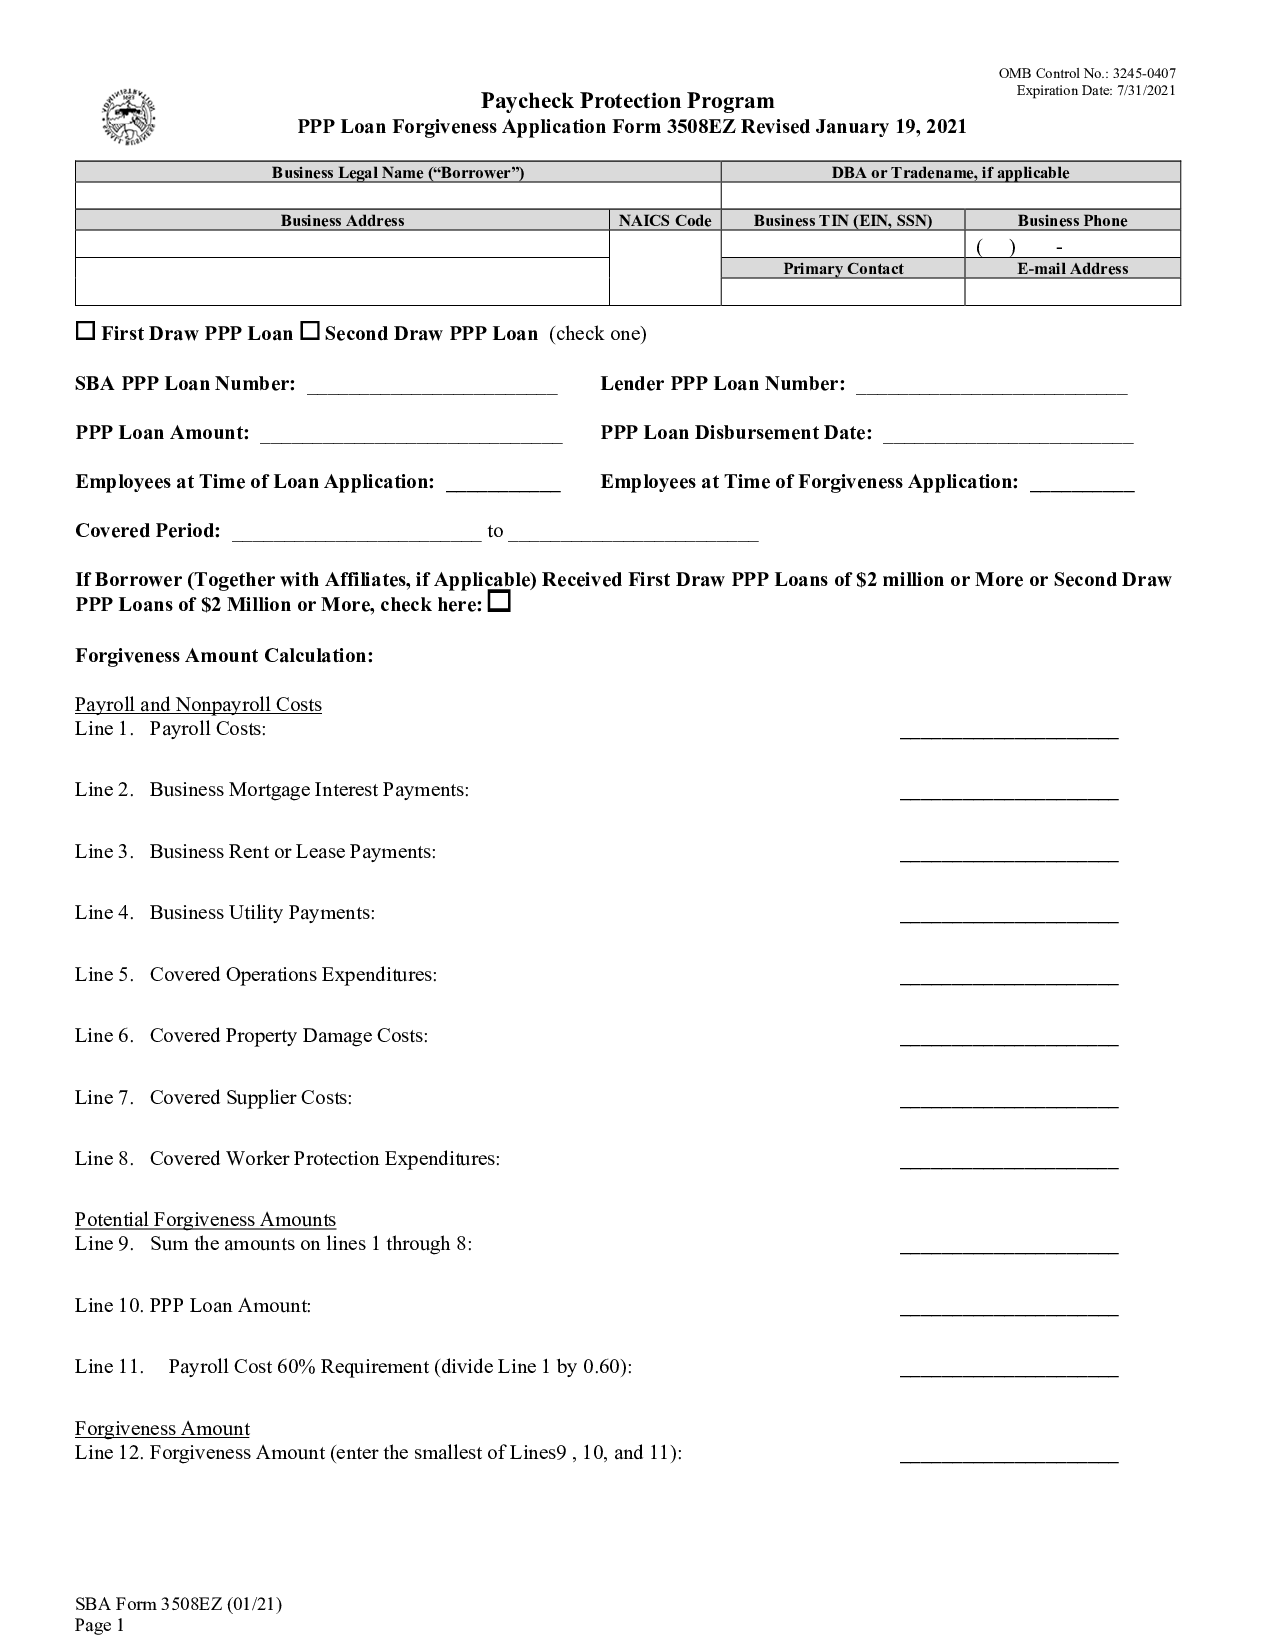 OMB Control No.: 3245-0407
Expiration Date: 7/31/2021
Paycheck Protection Program
PPP Loan Forgiveness Application Form 3508EZ Revised January 19, 2021
Business Legal Name (“Borrower”) DBA or Tradename, if applicable
Business Address NAICS Code Business TIN (EIN, SSN) Business Phone
( ) -
Primary Contact E-mail Address
☐ First Draw PPP Loan ☐ Second Draw PPP Loan (check one)
SBA PPP Loan Number: ________________________ Lender PPP Loan Number: __________________________
PPP Loan Amount: _____________________________ PPP Loan Disbursement Date: ________________________
Employees at Time of Loan Application: ___________ Employees at Time of Forgiveness Application: __________
Covered Period: ________________________ to ________________________
If Borrower (Together with Affiliates, if Applicable) Received First Draw PPP Loans of $2 million or More or Second Draw
PPP Loans of $2 Million or More, check here: ☐
Forgiveness Amount Calculation:
Payroll and Nonpayroll Costs
Line 1. Payroll Costs: _____________________
Line 2. Business Mortgage Interest Payments: _____________________
Line 3. Business Rent or Lease Payments: _____________________
Line 4. Business Utility Payments: _____________________
Line 5. Covered Operations Expenditures: _____________________
Line 6. Covered Property Damage Costs: _____________________
Line 7. Covered Supplier Costs: _____________________
Line 8. Covered Worker Protection Expenditures: _____________________
Potential Forgiveness Amounts
Line 9. Sum the amounts on lines 1 through 8: _____________________
Line 10. PPP Loan Amount: _____________________
Line 11. Payroll Cost 60% Requirement (divide Line 1 by 0.60): _____________________
Forgiveness Amount
Line 12. Forgiveness Amount (enter the smallest of Lines9 , 10, and 11): _____________________
SBA Form 3508EZ (01/21)
Page 1